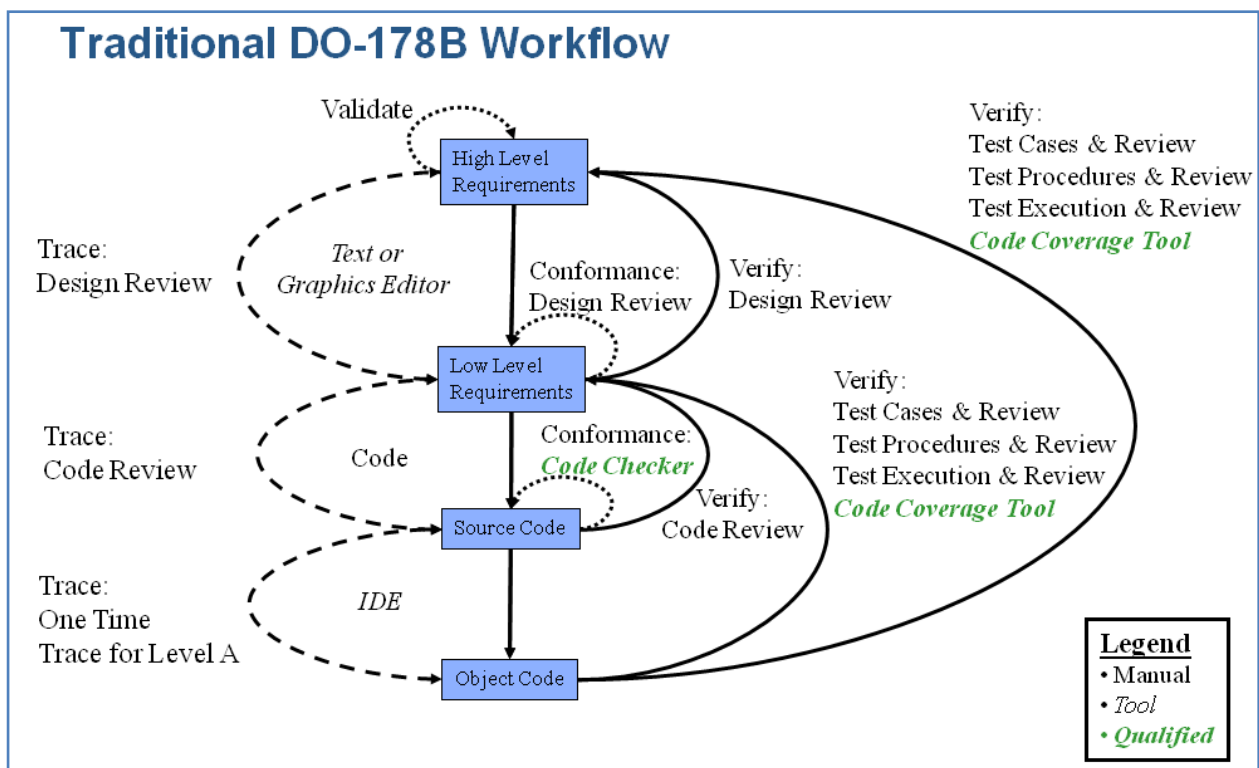 Traditional DO-178B Workflow
Validate
High Level
Requirements
Verify:
Test Cases & Review
Test Procedures & Review
Test Execution & Review
Code Coverage Tool
Trace:
Design Review
Text or
Graphics Editor
Conformance:
Design Review
Verify:
Design Review
Low Level
Requirements
Verify:
Test Cases & Review
Test Procedures & Review
Test Execution & Review
Code Coverage Tool
Trace:
Code Review
Code
Conformance:
Code Checker
Verify:
Code Review
Source Code
Trace:
One Time
Trace for Level A
IDE
Object Code
Legend
• Manual
• Tool
• Qualified